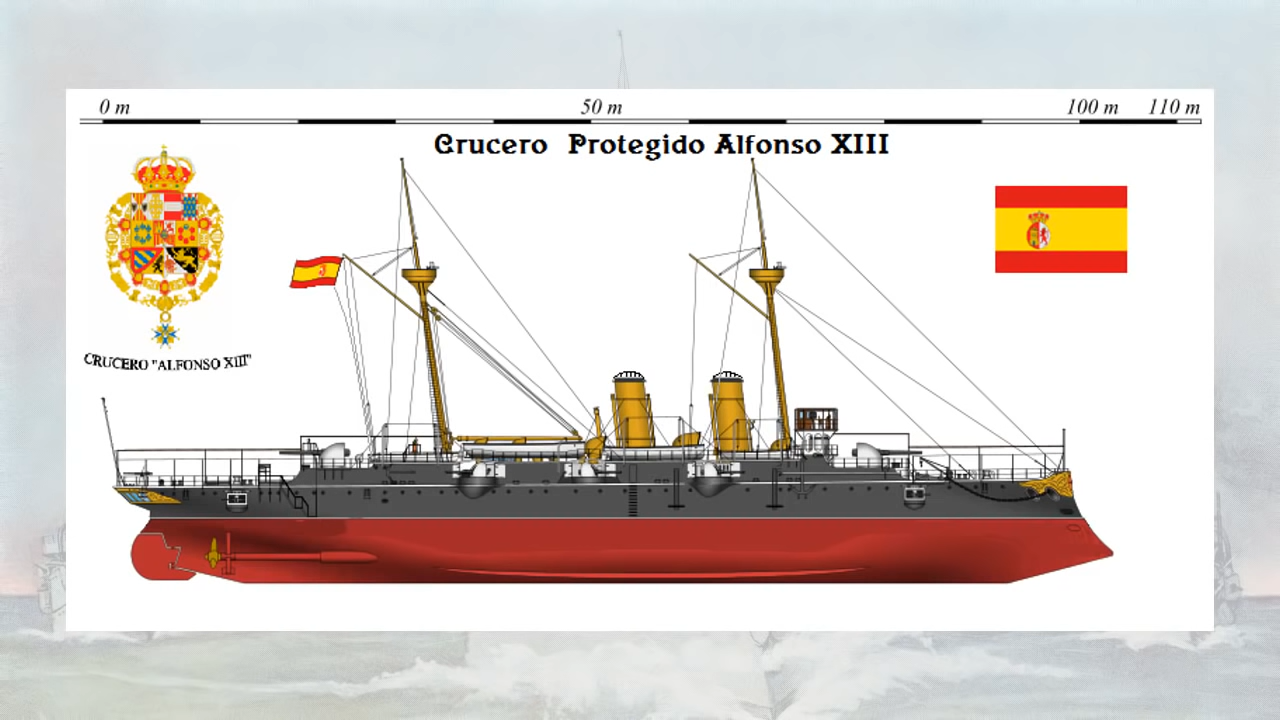 0 m 50 m 100 m 110 m
Crucero Protegido Alfonso XIII
CRUCERO "ALFONSO XIII"